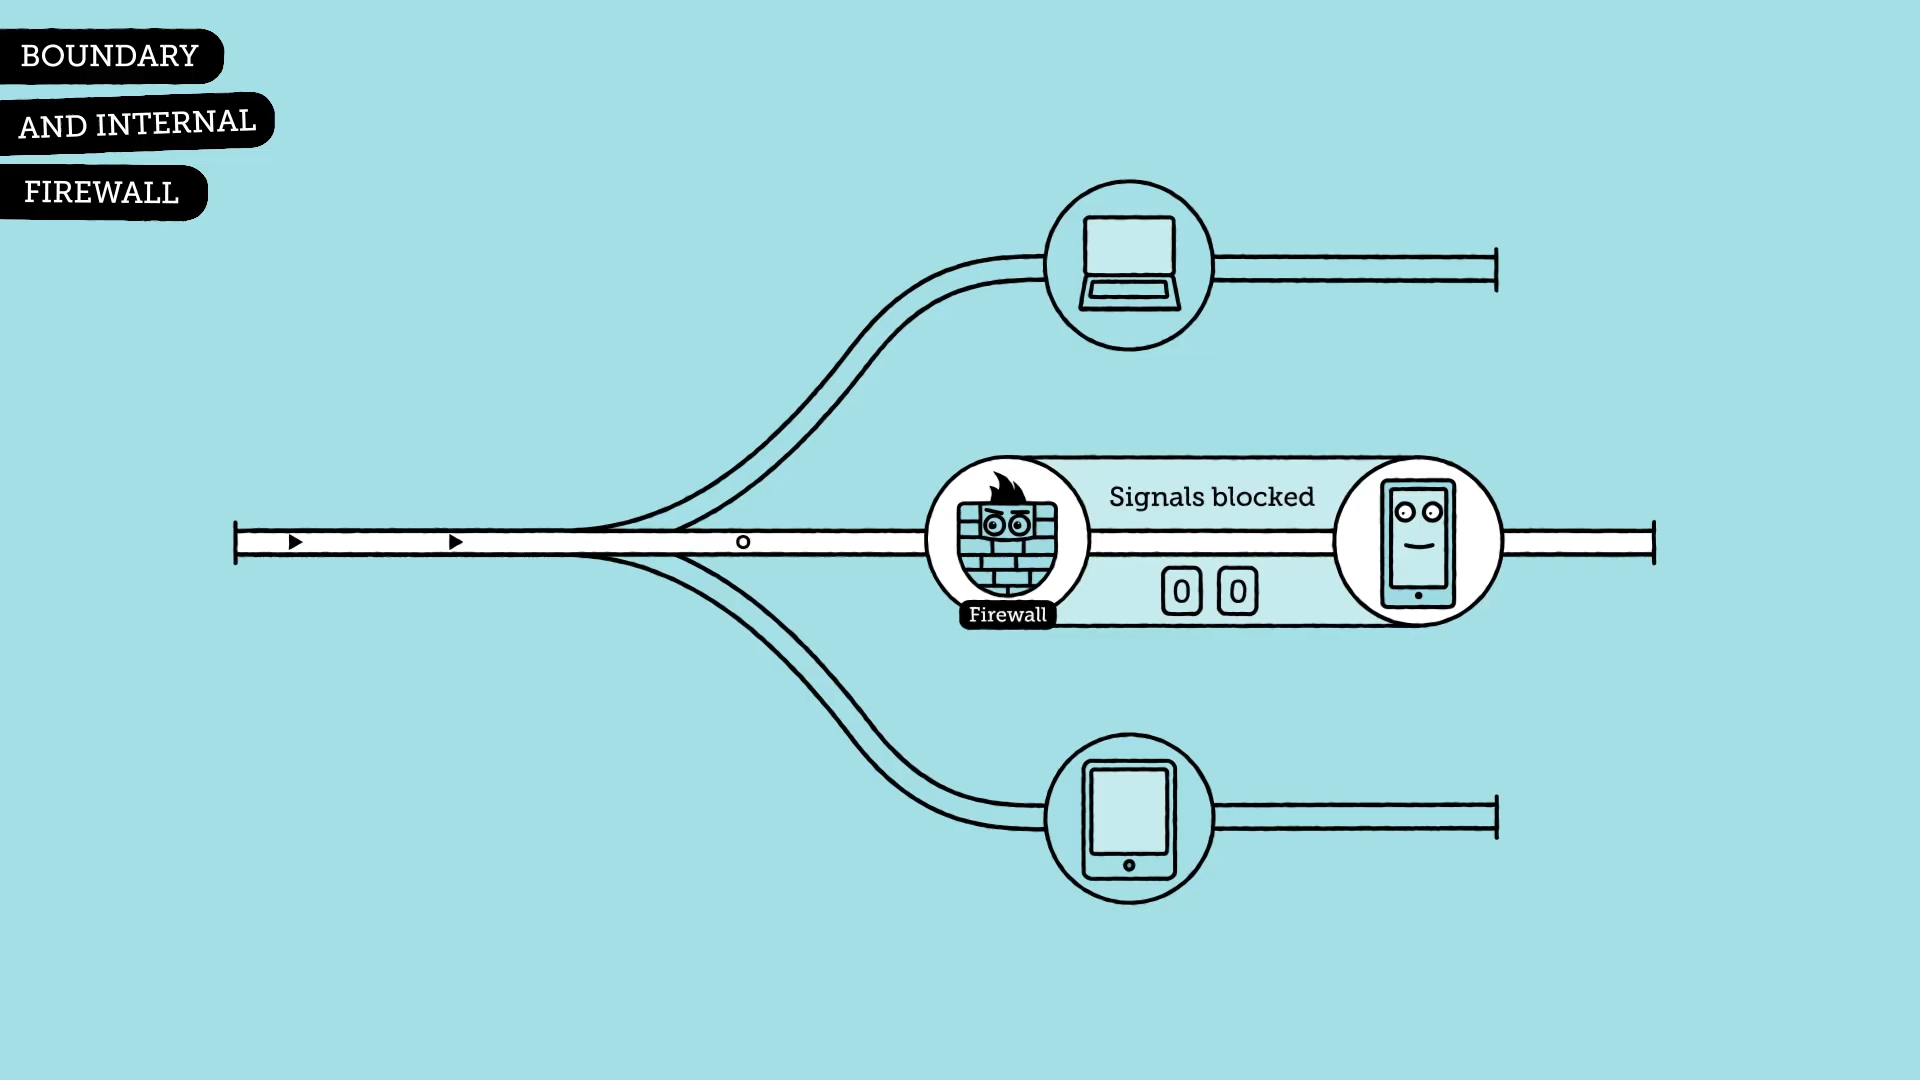 BOUNDARY
AND INTERNAL
FIREWALL
Signals blocked
0 0
Firewall